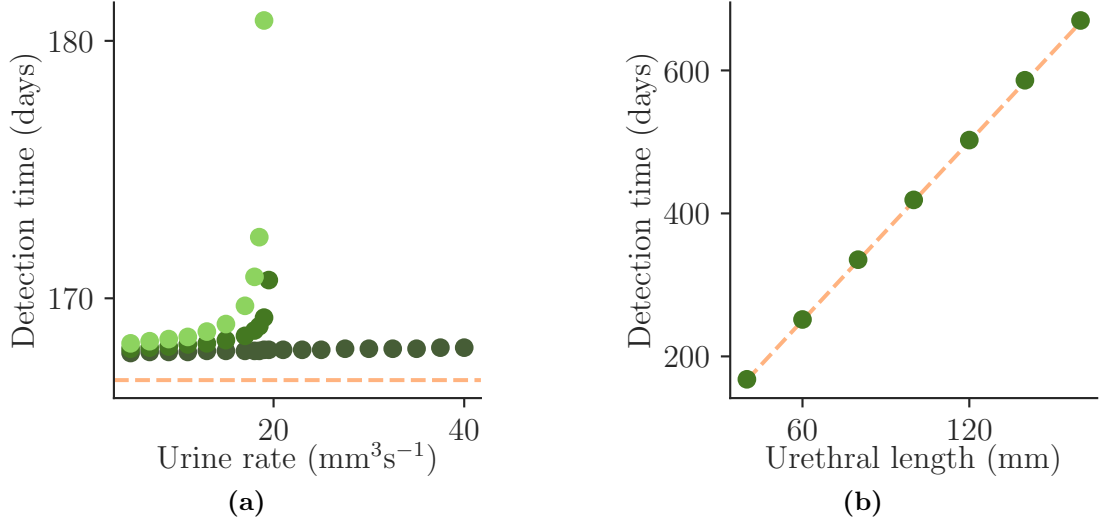 180
170
Detection time (days)
20
40
Urine rate (mm³s⁻¹)
(a)
600
400
200
Detection time (days)
60
120
Urethral length (mm)
(b)